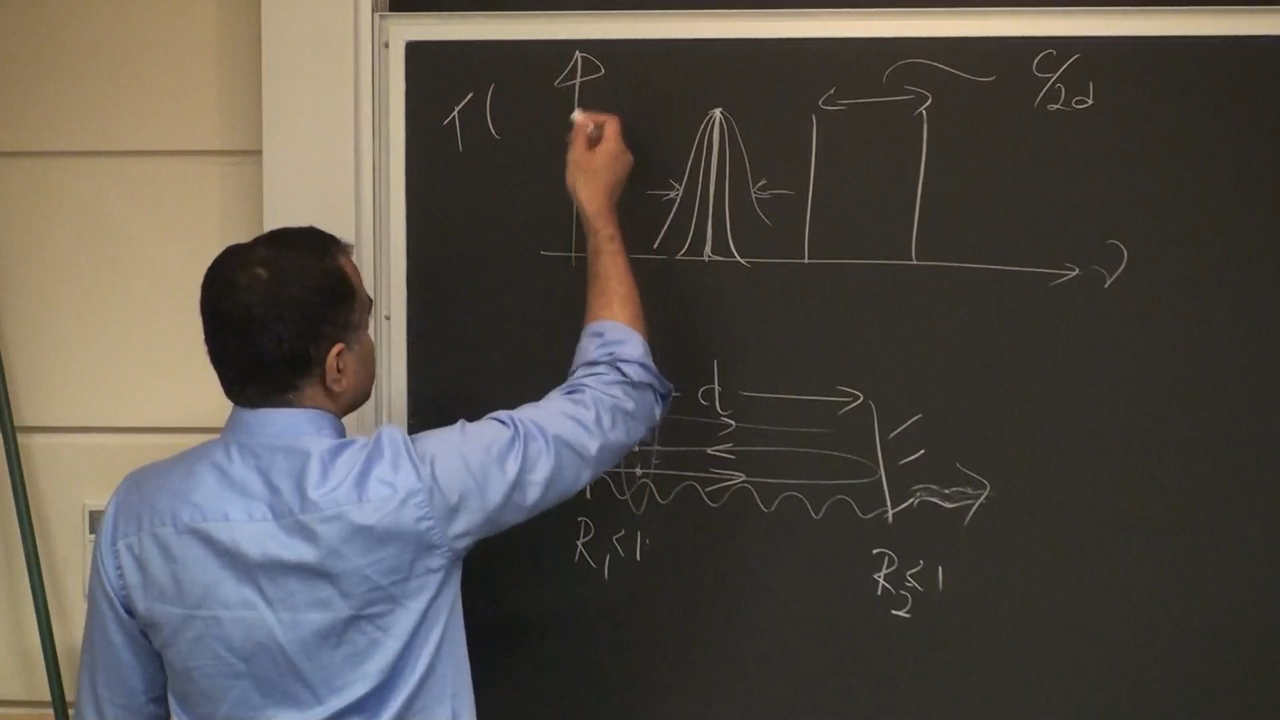 T(
c/2d
ν
d
R₁<1
R₂≤1